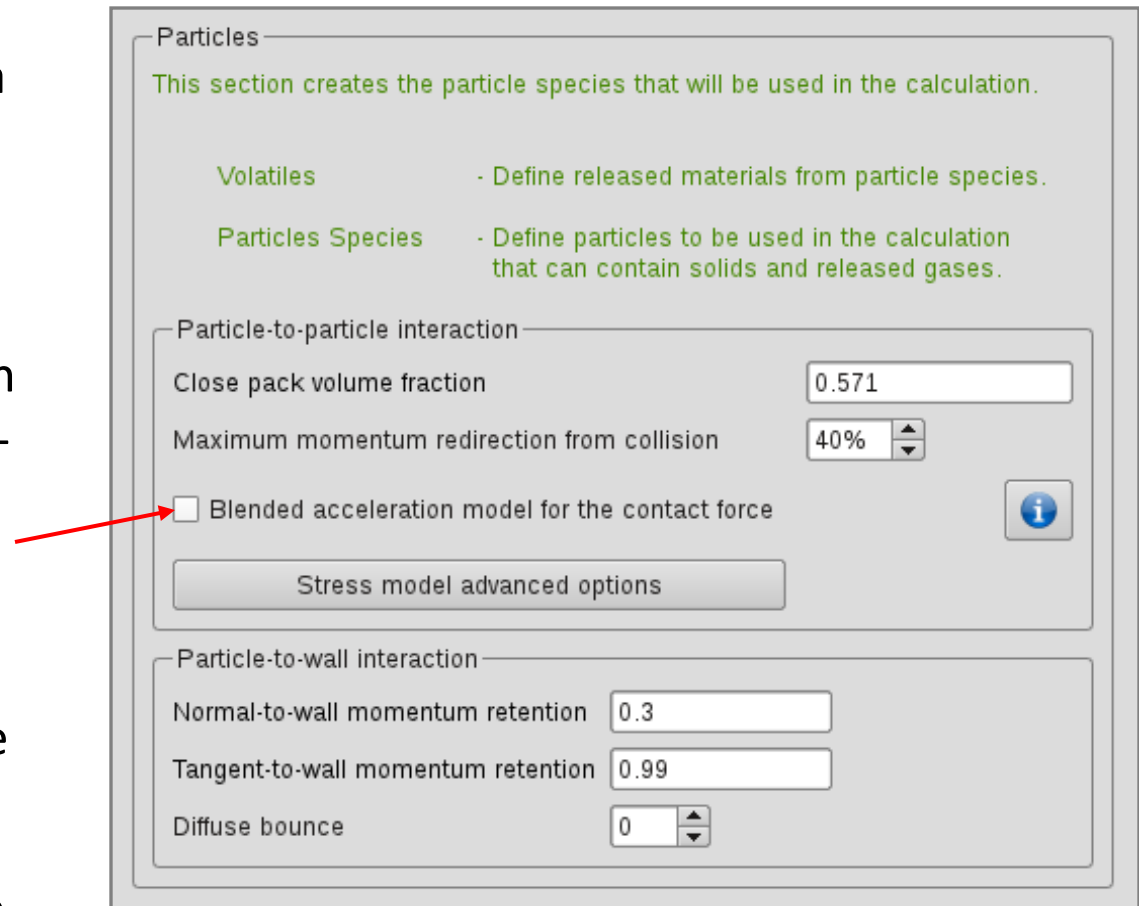 Particles
This section creates the particle species that will be used in the calculation.
Volatiles - Define released materials from particle species.
Particles Species - Define particles to be used in the calculation
that can contain solids and released gases.
Particle-to-particle interaction
Close pack volume fraction 0.571
Maximum momentum redirection from collision 40%
Blended acceleration model for the contact force
Stress model advanced options
Particle-to-wall interaction
Normal-to-wall momentum retention 0.3
Tangent-to-wall momentum retention 0.99
Diffuse bounce 0